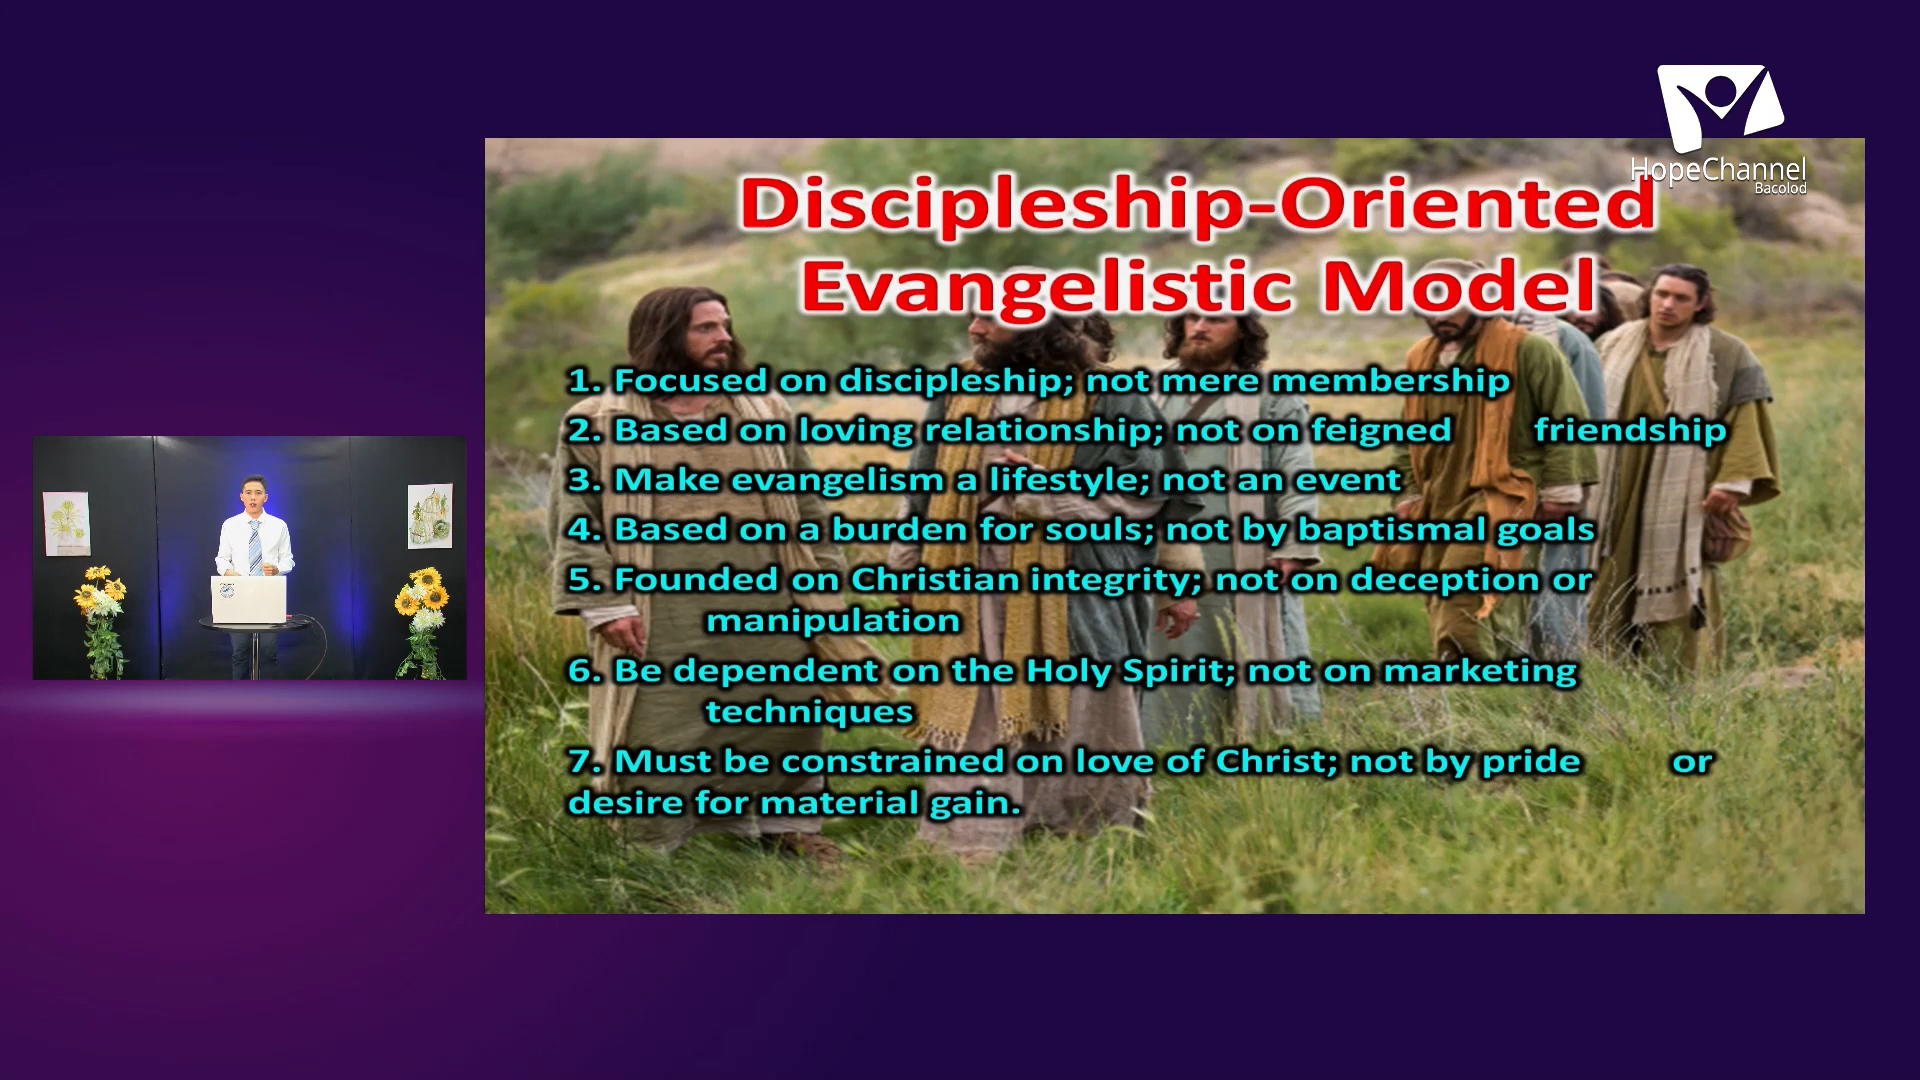 HopeChannel
Bacolod
Discipleship-Oriented
Evangelistic Model
1. Focused on discipleship; not mere membership
2. Based on loving relationship; not on feigned friendship
3. Make evangelism a lifestyle; not an event
4. Based on a burden for souls; not by baptismal goals
5. Founded on Christian integrity; not on deception or
manipulation
6. Be dependent on the Holy Spirit; not on marketing
techniques
7. Must be constrained on love of Christ; not by pride or
desire for material gain.